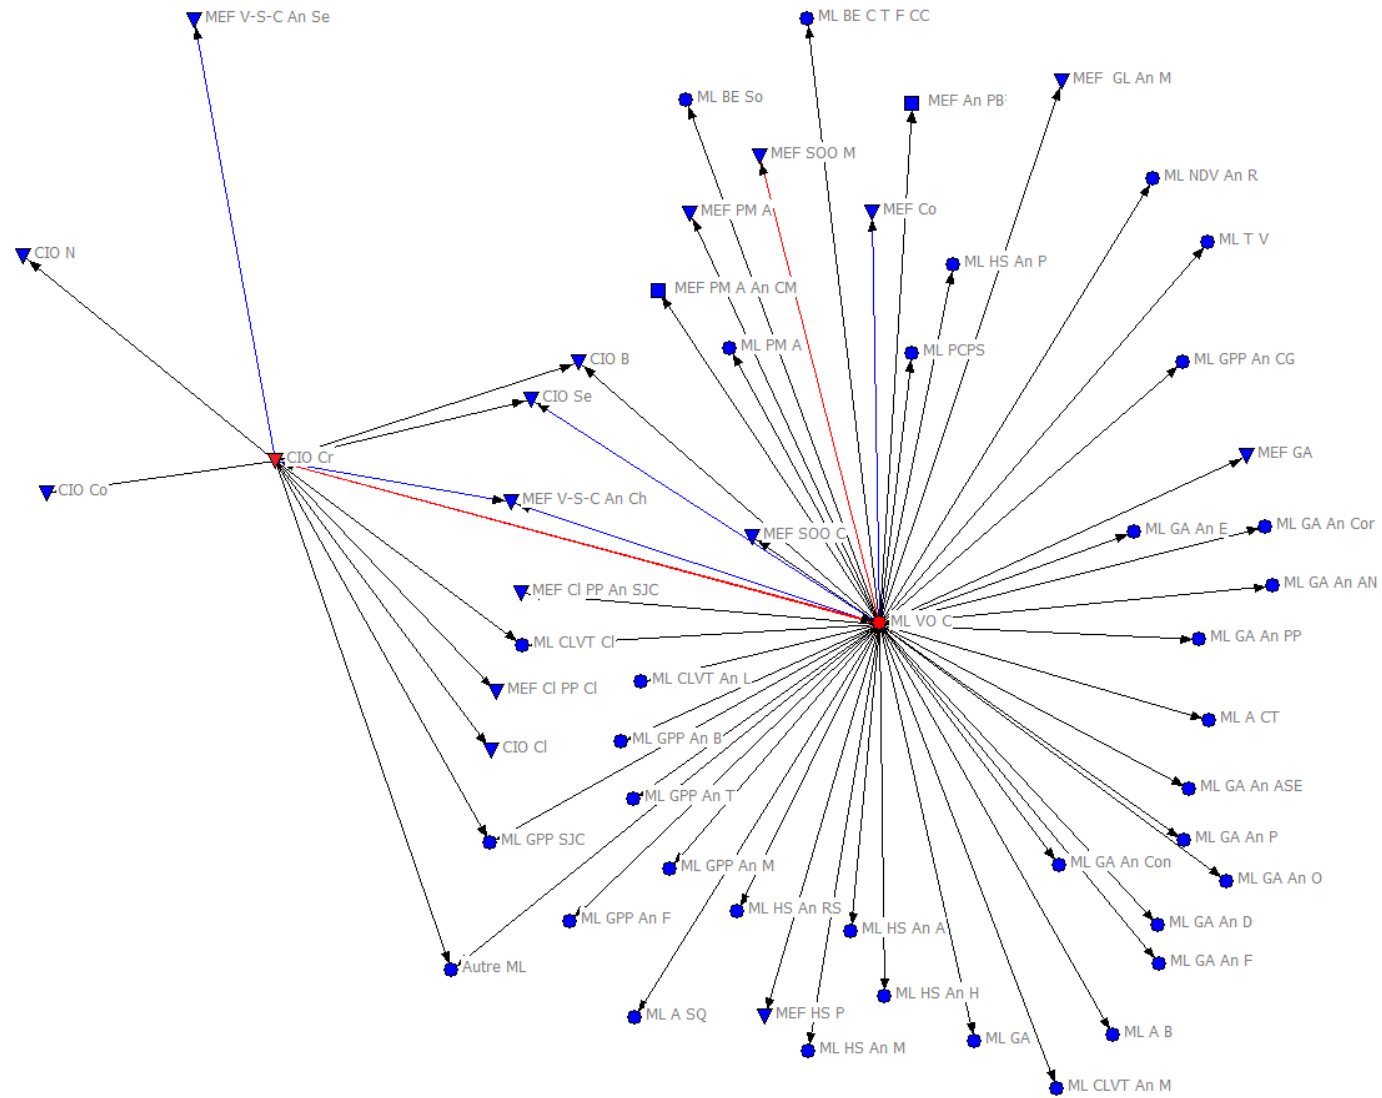 MEF V-S-C An Se
ML BE C T F CC
MEF  GL An M
ML BE So
MEF An PB
MEF SOO M
ML NDV An R
MEF PM A
MEF Co
ML T V
CIO N
ML HS An P
MEF PM A An CM
ML PM A
ML PCPS
CIO B
ML GPP An CG
CIO Se
CIO Cr
MEF GA
CIO Co
MEF V-S-C An Ch
ML GA An E
ML GA An Cor
MEF SOO C
MEF Cl PP An SJC
ML GA An AN
ML VO C
ML CLVT Cl
ML GA An PP
MEF Cl PP Cl
ML CLVT An L
ML A CT
CIO Cl
ML GPP An B
ML GPP An T
ML GA An ASE
ML GPP SJC
ML GA An P
ML GPP An M
ML GA An Con
ML GA An O
ML GPP An F
ML HS An RS
ML HS An A
ML GA An D
Autre ML
ML GA An F
ML HS An H
ML A SQ
MEF HS P
ML HS An M
ML GA
ML A B
ML CLVT An M